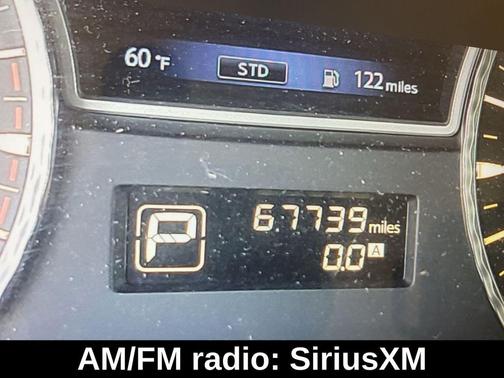 60 °F STD 122 miles
P 67739 miles
0.0 A
AM/FM radio: SiriusXM